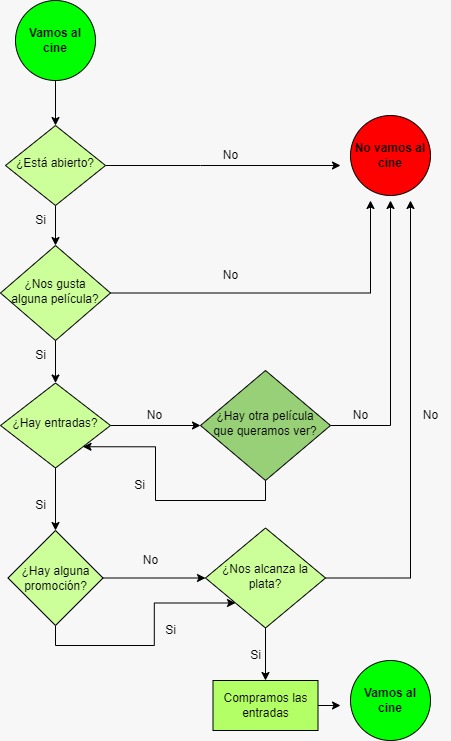 Vamos al
cine
¿Está abierto?
No
No vamos al
cine
Si
¿Nos gusta
alguna película?
No
Si
¿Hay entradas?
No
¿Hay otra película
que queramos ver?
No
No
Si
Si
¿Hay alguna
promoción?
No
¿Nos alcanza la
plata?
Si
Si
Compramos las
entradas
Vamos al
cine